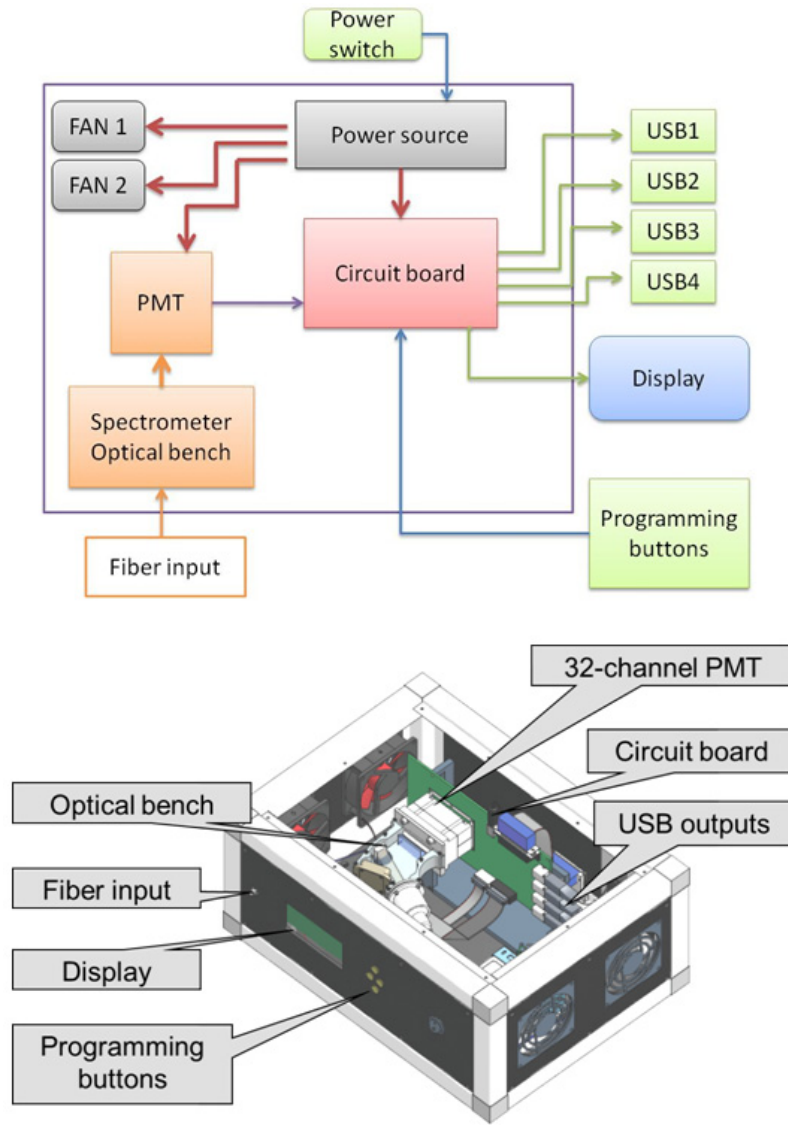 Power
switch
FAN 1
Power source
USB1
FAN 2
USB2
USB3
PMT
Circuit board
USB4
Display
Spectrometer
Optical bench
Programming
buttons
Fiber input
32-channel PMT
Circuit board
Optical bench
USB outputs
Fiber input
Display
Programming
buttons